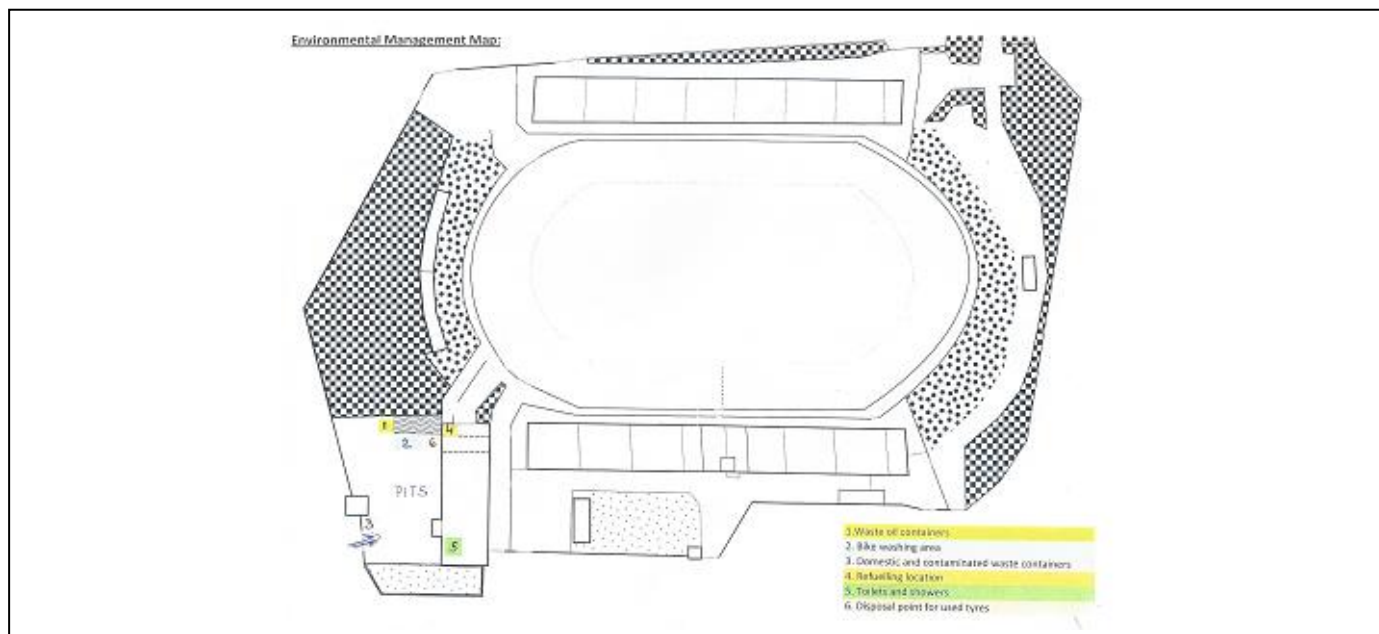 Environmental Management Map:
1
4
2 6
PITS
3
5
1.Waste oil containers
2. Bike washing area
3. Domestic and contaminated waste containers
4. Refuelling location
5. Toilets and showers
6. Disposal point for used tyres